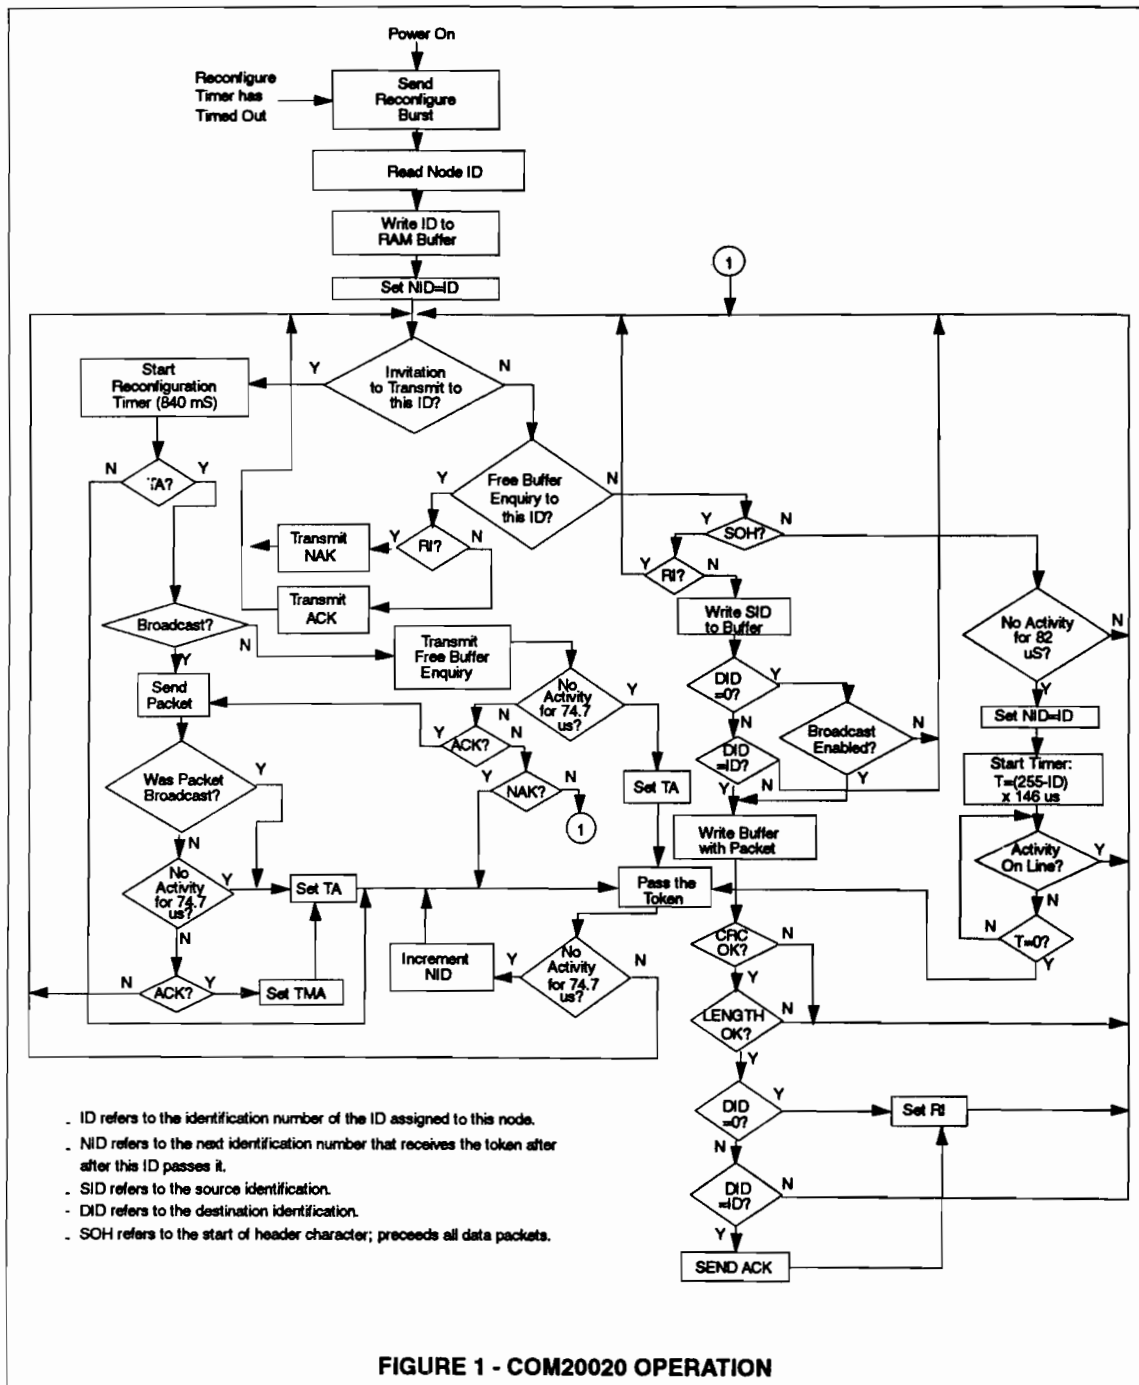 Power On
Reconfigure
Timer has
Timed Out
Send
Reconfigure
Burst
Read Node ID
Write ID to
RAM Buffer
Set NID=ID
1
Start
Reconfiguration
Timer (840 mS)
Y
Invitation
to Transmit to
this ID?
N
N
TA?
Y
Y
Free Buffer
Enquiry to
this ID?
N
Transmit
NAK
Y
RI?
N
Transmit
ACK
Y
SOH?
N
Y
RI?
N
Write SID
to Buffer
No Activity
for 82
uS?
N
Y
Broadcast?
N
Y
Transmit
Free Buffer
Enquiry
Send
Packet
No
Activity
for 74.7
us?
Y
N
DID
=0?
Y
N
Set NID=ID
Y
ACK?
N
DID
=ID?
N
Y
Broadcast
Enabled?
N
Y
Start Timer:
T=(255-ID)
x 146 us
Was Packet
Broadcast?
Y
N
Y
NAK?
N
1
Set TA
Write Buffer
with Packet
Activity
On Line?
Y
N
No
Activity
for 74.7
us?
Y
N
Set TA
Pass the
Token
N
T=0?
Y
CRC
OK?
N
Y
Increment
NID
Y
No
Activity
for 74.7
us?
N
N
ACK?
Y
Set TMA
LENGTH
OK?
N
Y
DID
=0?
Y
N
Set RI
DID
=ID?
N
Y
SEND ACK
- ID refers to the identification number of the ID assigned to this node.
- NID refers to the next identification number that receives the token after
after this ID passes it.
- SID refers to the source identification.
- DID refers to the destination identification.
- SOH refers to the start of header character; preceeds all data packets.
FIGURE 1 - COM20020 OPERATION